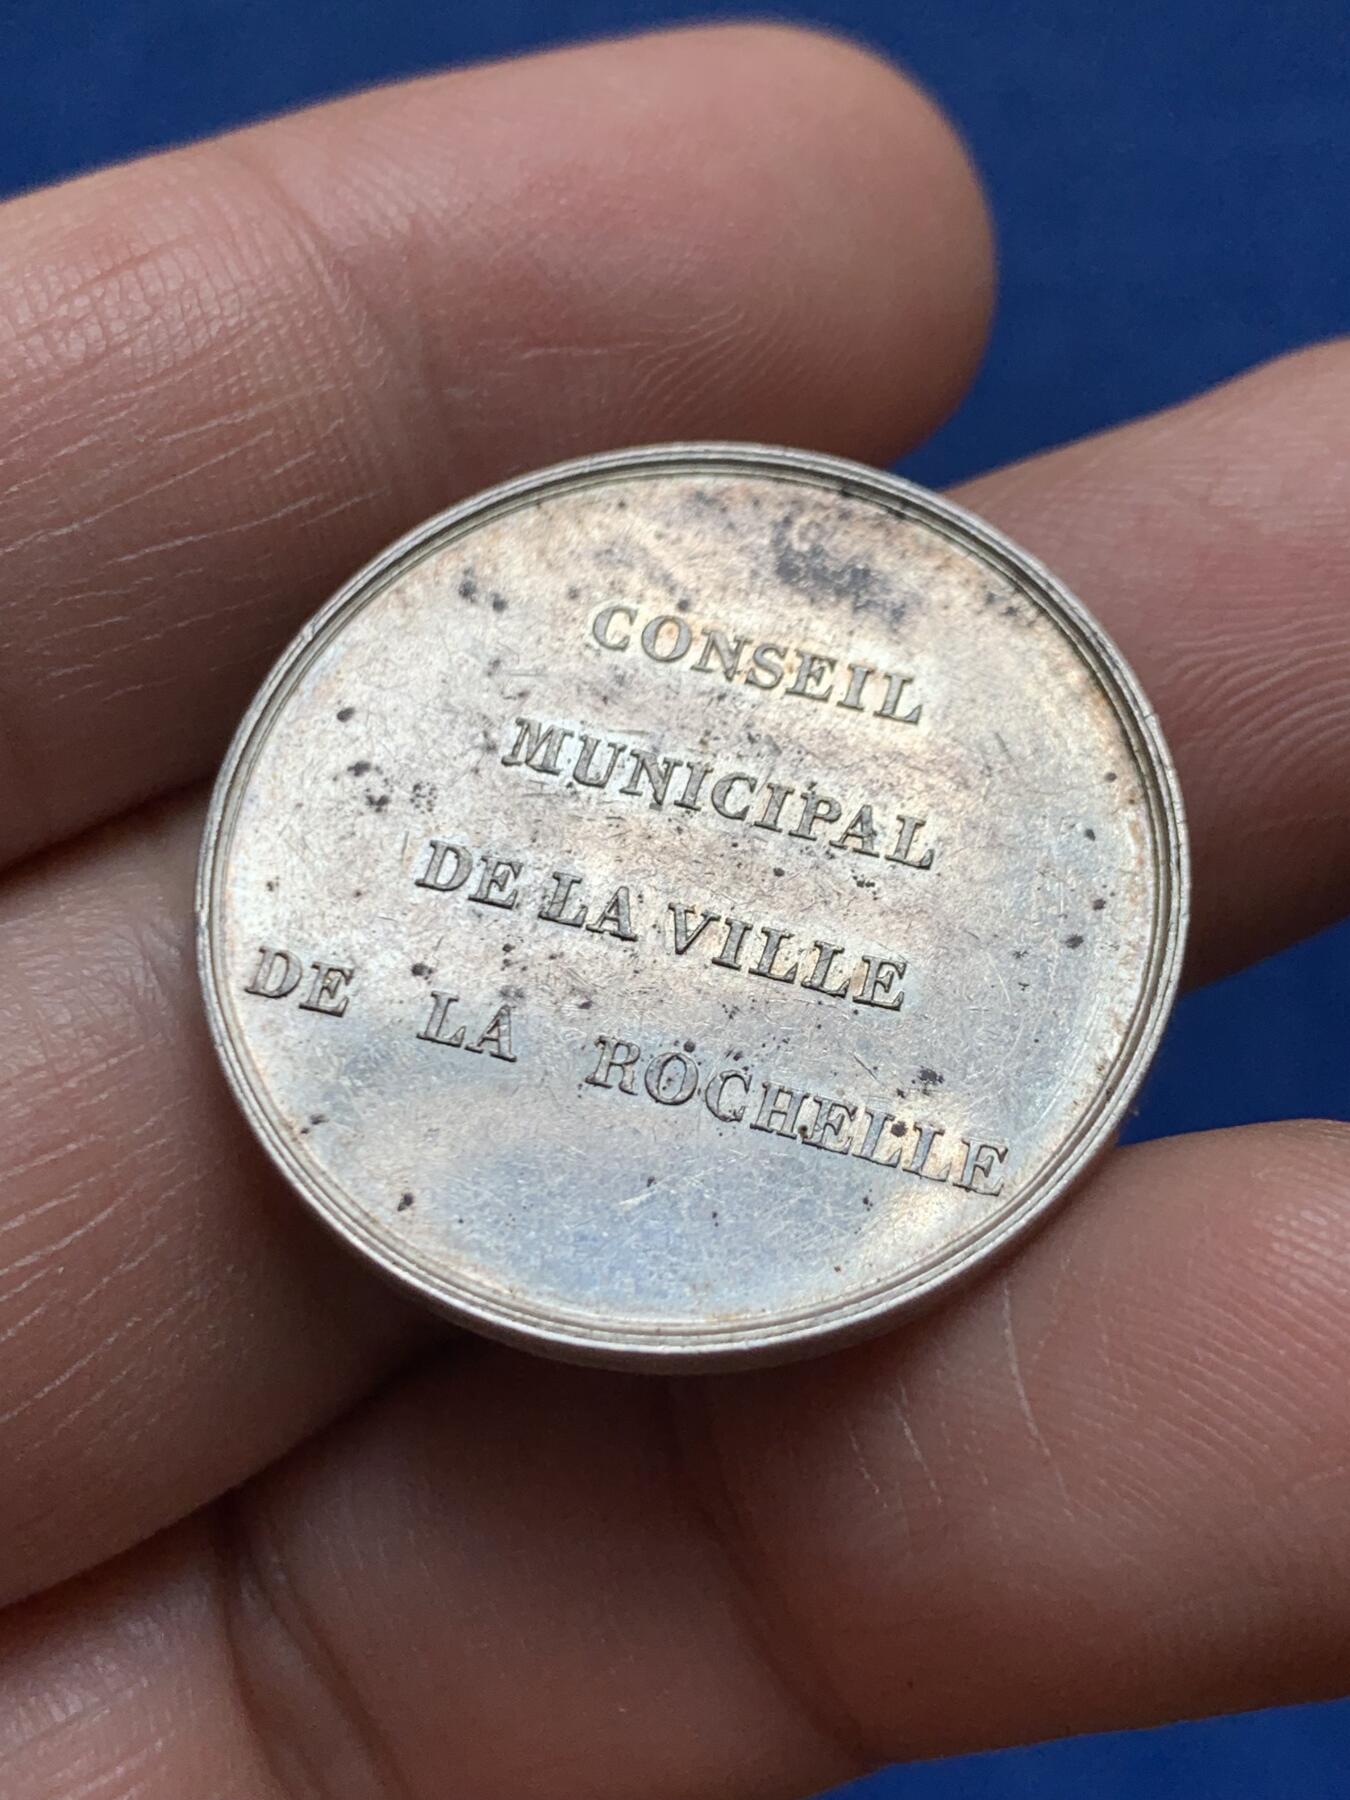 CONSEIL
MUNICIPAL
DE LA VILLE
DE LA ROCHELLE